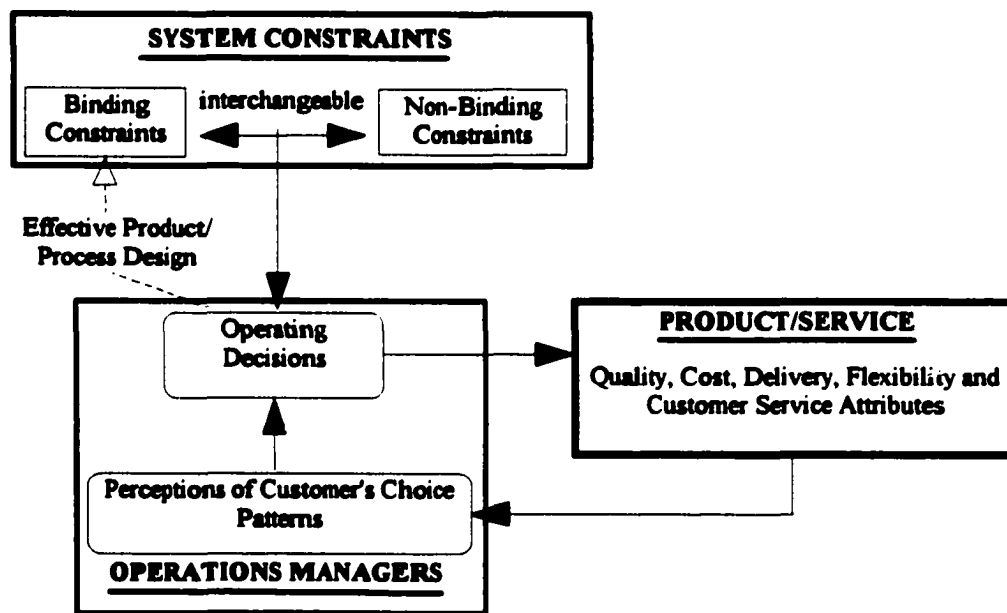 SYSTEM CONSTRAINTS
Binding
Constraints
interchangeable
Non-Binding
Constraints
Effective Product/
Process Design
Operating
Decisions
PRODUCT/SERVICE
Quality, Cost, Delivery, Flexibility and
Customer Service Attributes
Perceptions of Customer's Choice
Patterns
OPERATIONS MANAGERS